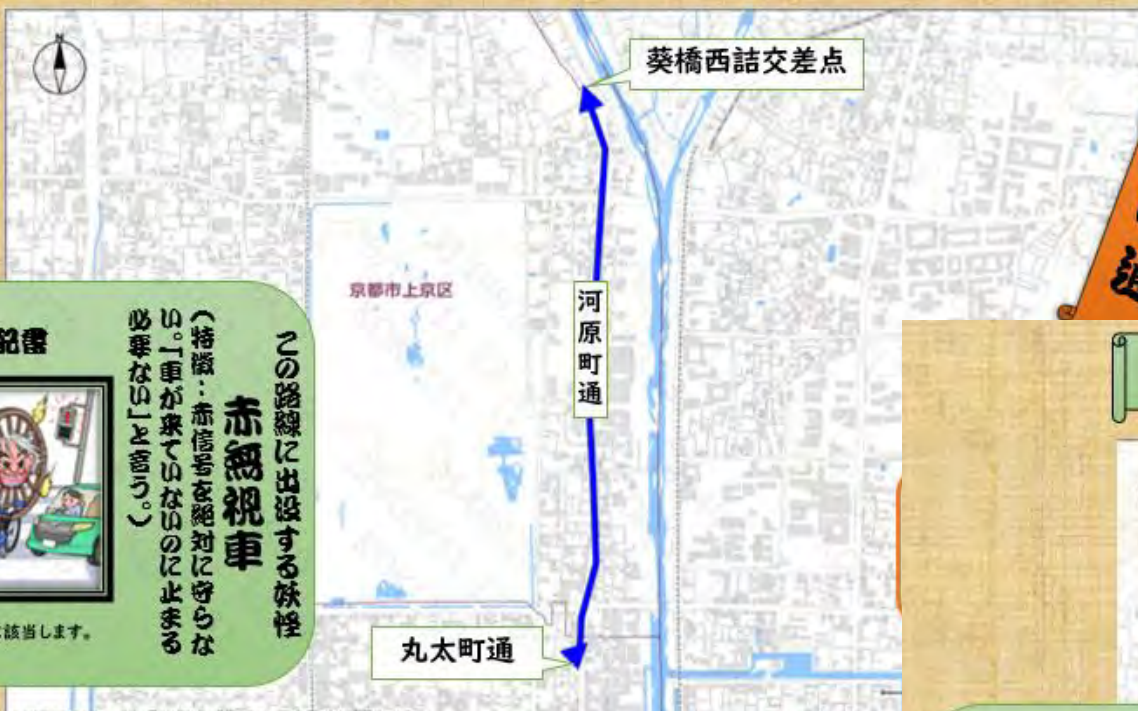 葵橋西詰交差点
京都市上京区
河原町通
丸太町通
この路線に出没する妖怪
赤無視車
(特徴:赤信号を絶対に守らな
い。「車が来ていないのに止まる
必要ない」と言う。)
該当します。